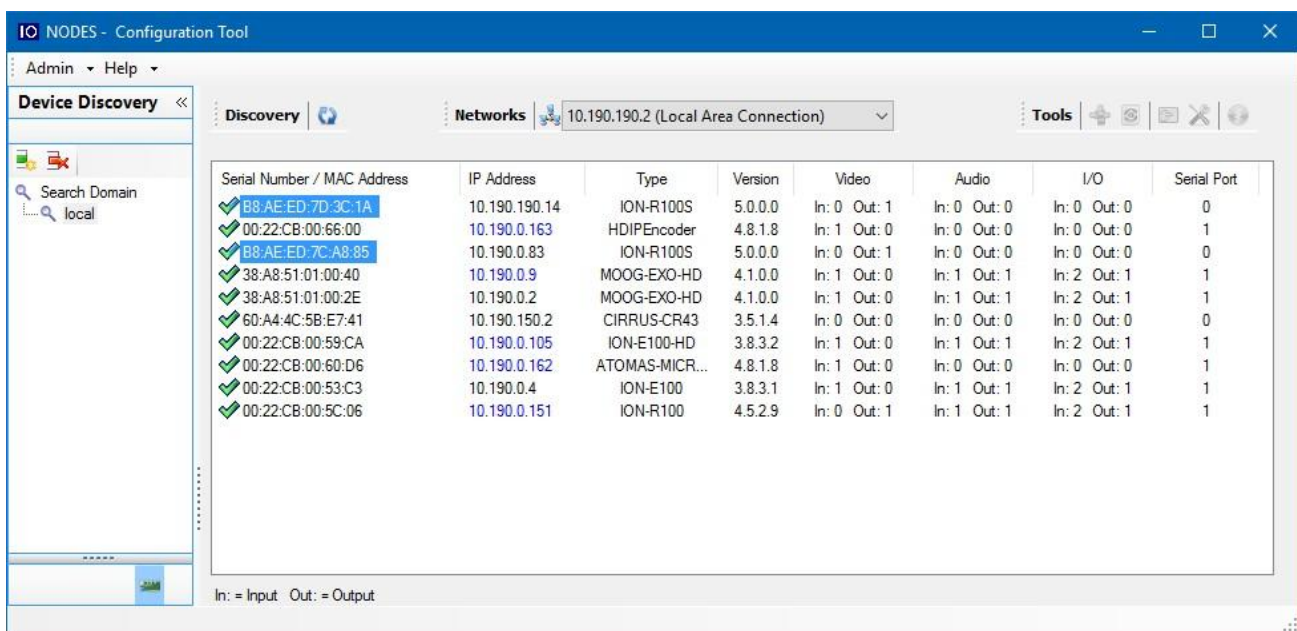 IO NODES - Configuration Tool
Admin Help
Device Discovery «
Discovery Networks 10.190.190.2 (Local Area Connection) Tools
Search Domain
local
Serial Number / MAC Address IP Address Type Version Video Audio I/O Serial Port
B8:AE:ED:7D:3C:1A 10.190.190.14 ION-R100S 5.0.0.0 In: 0 Out: 1 In: 0 Out: 0 In: 0 Out: 0 0
00:22:CB:00:66:00 10.190.0.163 HDIPEncoder 4.8.1.8 In: 1 Out: 0 In: 0 Out: 0 In: 0 Out: 0 1
B8:AE:ED:7C:A8:85 10.190.0.83 ION-R100S 5.0.0.0 In: 0 Out: 1 In: 0 Out: 0 In: 0 Out: 0 0
38:A8:51:01:00:40 10.190.0.9 MOOG-EXO-HD 4.1.0.0 In: 1 Out: 0 In: 1 Out: 1 In: 2 Out: 1 1
38:A8:51:01:00:2E 10.190.0.2 MOOG-EXO-HD 4.1.0.0 In: 1 Out: 0 In: 1 Out: 1 In: 2 Out: 1 1
60:A4:4C:5B:E7:41 10.190.150.2 CIRRUS-CR43 3.5.1.4 In: 0 Out: 0 In: 0 Out: 0 In: 0 Out: 0 0
00:22:CB:00:59:CA 10.190.0.105 ION-E100-HD 3.8.3.2 In: 1 Out: 0 In: 1 Out: 1 In: 2 Out: 1 1
00:22:CB:00:60:D6 10.190.0.162 ATOMAS-MICR... 4.8.1.8 In: 1 Out: 0 In: 0 Out: 0 In: 0 Out: 0 1
00:22:CB:00:53:C3 10.190.0.4 ION-E100 3.8.3.1 In: 1 Out: 0 In: 1 Out: 1 In: 2 Out: 1 1
00:22:CB:00:5C:06 10.190.0.151 ION-R100 4.5.2.9 In: 0 Out: 1 In: 1 Out: 1 In: 2 Out: 1 1
In: = Input Out: = Output